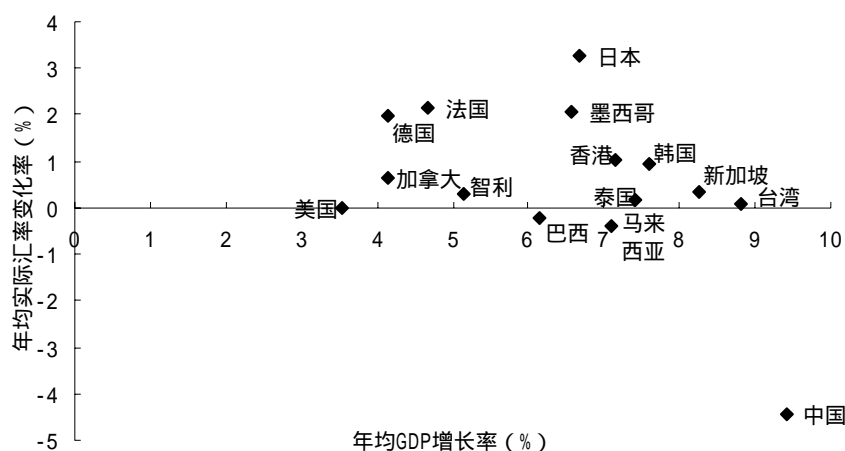 4
3
2
1
0
-1
-2
-3
-4
-5
年均实际汇率变化率（%）
日本
法国
德国
墨西哥
香港
韩国
加拿大
智利
新加坡
美国
泰国
台湾
0 1 2 3 4 5 6 7 8 9 10
巴西
马来
西亚
中国
年均GDP增长率（%）